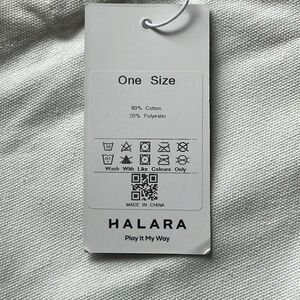 One Size
80% Cotton
20% Polyester
Wash With Like Colours Only
MADE IN CHINA
HALARA
Play It My Way